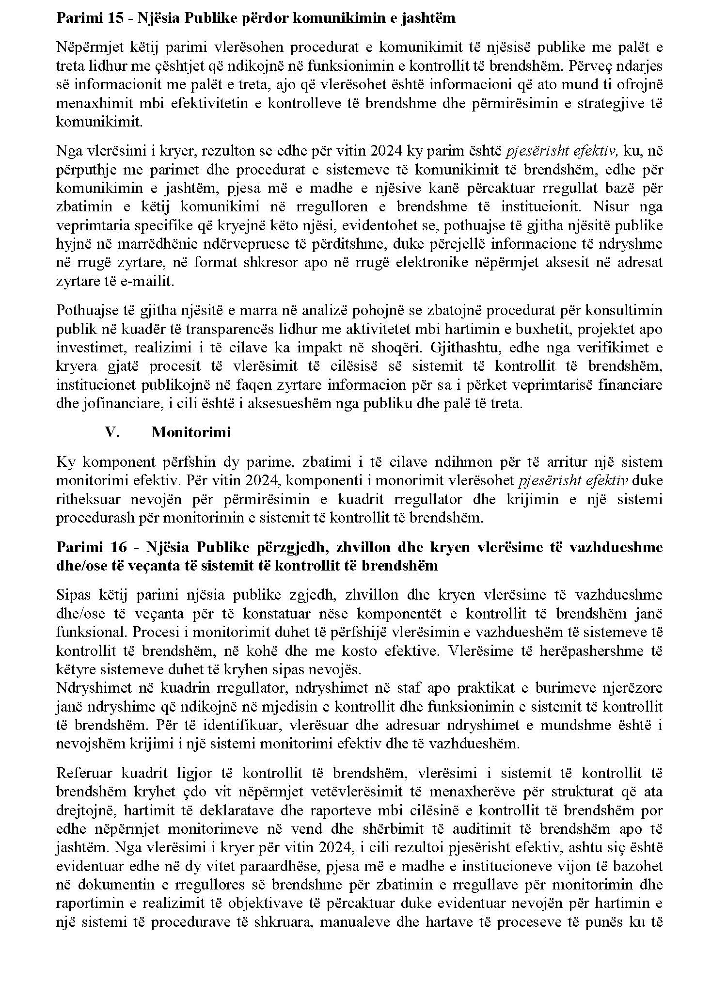 Parimi 15 - Njësia Publike përdor komunikimin e jashtëm
Nëpërmjet këtij parimi vlerësohen procedurat e komunikimit të njësisë publike me palët e
treta lidhur me çështjet që ndikojnë në funksionimin e kontrollit të brendshëm. Përveç ndarjes
së informacionit me palët e treta, ajo që vlerësohet është informacioni që ato mund ti ofrojnë
menaxhimit mbi efektivitetin e kontrolleve të brendshme dhe përmirësimin e strategjive të
komunikimit.
Nga vlerësimi i kryer, rezulton se edhe për vitin 2024 ky parim është pjesërisht efektiv, ku, në
përputhje me parimet dhe procedurat e sistemeve të komunikimit të brendshëm, edhe për
komunikimin e jashtëm, pjesa më e madhe e njësive kanë përcaktuar rregullat bazë për
zbatimin e këtij komunikimi në rregulloren e brendshme të institucionit. Nisur nga
veprimtaria specifike që kryejnë këto njësi, evidentohet se, pothuajse të gjitha njësitë publike
hyjnë në marrëdhënie ndërvepruese të përditshme, duke përcjellë informacione të ndryshme
në rrugë zyrtare, në format shkresor apo në rrugë elektronike nëpërmjet aksesit në adresat
zyrtare të e-mailit.
Pothuajse të gjitha njësitë e marra në analizë pohojnë se zbatojnë procedurat për konsultimin
publik në kuadër të transparencës lidhur me aktivitetet mbi hartimin e buxhetit, projektet apo
investimet, realizimi i të cilave ka impakt në shoqëri. Gjithashtu, edhe nga verifikimet e
kryera gjatë procesit të vlerësimit të cilësisë së sistemit të kontrollit të brendshëm,
institucionet publikojnë në faqen zyrtare informacion për sa i përket veprimtarisë financiare
dhe jofinanciare, i cili është i aksesueshëm nga publiku dhe palë të treta.
V. Monitorimi
Ky komponent përfshin dy parime, zbatimi i të cilave ndihmon për të arritur një sistem
monitorimi efektiv. Për vitin 2024, komponenti i monorimit vlerësohet pjesërisht efektiv duke
ritheksuar nevojën për përmirësimin e kuadrit rregullator dhe krijimin e një sistemi
procedurash për monitorimin e sistemit të kontrollit të brendshëm.
Parimi 16 - Njësia Publike përzgjedh, zhvillon dhe kryen vlerësime të vazhdueshme
dhe/ose të veçanta të sistemit të kontrollit të brendshëm
Sipas këtij parimi njësia publike zgjedh, zhvillon dhe kryen vlerësime të vazhdueshme
dhe/ose të veçanta për të konstatuar nëse komponentët e kontrollit të brendshëm janë
funksional. Procesi i monitorimit duhet të përfshijë vlerësimin e vazhdueshëm të sistemeve të
kontrollit të brendshëm, në kohë dhe me kosto efektive. Vlerësime të herëpashershme të
këtyre sistemeve duhet të kryhen sipas nevojës.
Ndryshimet në kuadrin rregullator, ndryshimet në staf apo praktikat e burimeve njerëzore
janë ndryshime që ndikojnë në mjedisin e kontrollit dhe funksionimin e sistemit të kontrollit
të brendshëm. Për të identifikuar, vlerësuar dhe adresuar ndryshimet e mundshme është i
nevojshëm krijimi i një sistemi monitorimi efektiv dhe të vazhdueshëm.
Referuar kuadrit ligjor të kontrollit të brendshëm, vlerësimi i sistemit të kontrollit të
brendshëm kryhet çdo vit nëpërmjet vetëvlerësimit të menaxherëve për strukturat që ata
drejtojnë, hartimit të deklaratave dhe raporteve mbi cilësinë e kontrollit të brendshëm por
edhe nëpërmjet monitorimeve në vend dhe shërbimit të auditimit të brendshëm apo të
jashtëm. Nga vlerësimi i kryer për vitin 2024, i cili rezultoi pjesërisht efektiv, ashtu siç është
evidentuar edhe në dy vitet paraardhëse, pjesa më e madhe e institucioneve vijon të bazohet
në dokumentin e rregullores së brendshme për zbatimin e rregullave për monitorimin dhe
raportimin e realizimit të objektivave të përcaktuar duke evidentuar nevojën për hartimin e
një sistemi të procedurave të shkruara, manualeve dhe hartave të proceseve të punës ku të